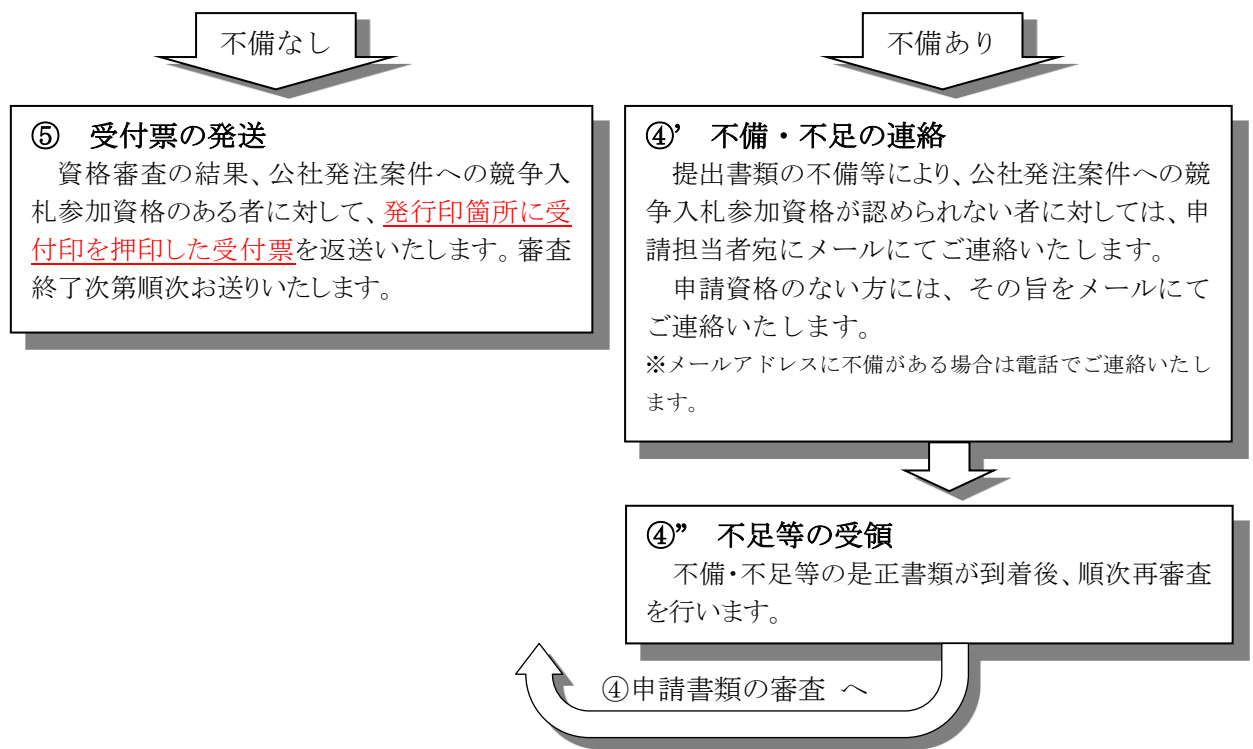 不備なし
⑤ 受付票の発送
資格審査の結果、公社発注案件への競争入
札参加資格のある者に対して、発行印箇所に受
付印を押印した受付票を返送いたします。審査
終了次第順次お送りいたします。
不備あり
④’ 不備・不足の連絡
提出書類の不備等により、公社発注案件への競
争入札参加資格が認められない者に対しては、申
請担当者宛にメールにてご連絡いたします。
申請資格のない方には、その旨をメールにて
ご連絡いたします。
※メールアドレスに不備がある場合は電話でご連絡いたし
ます。
④” 不足等の受領
不備・不足等の是正書類が到着後、順次再審査
を行います。
④申請書類の審査 へ